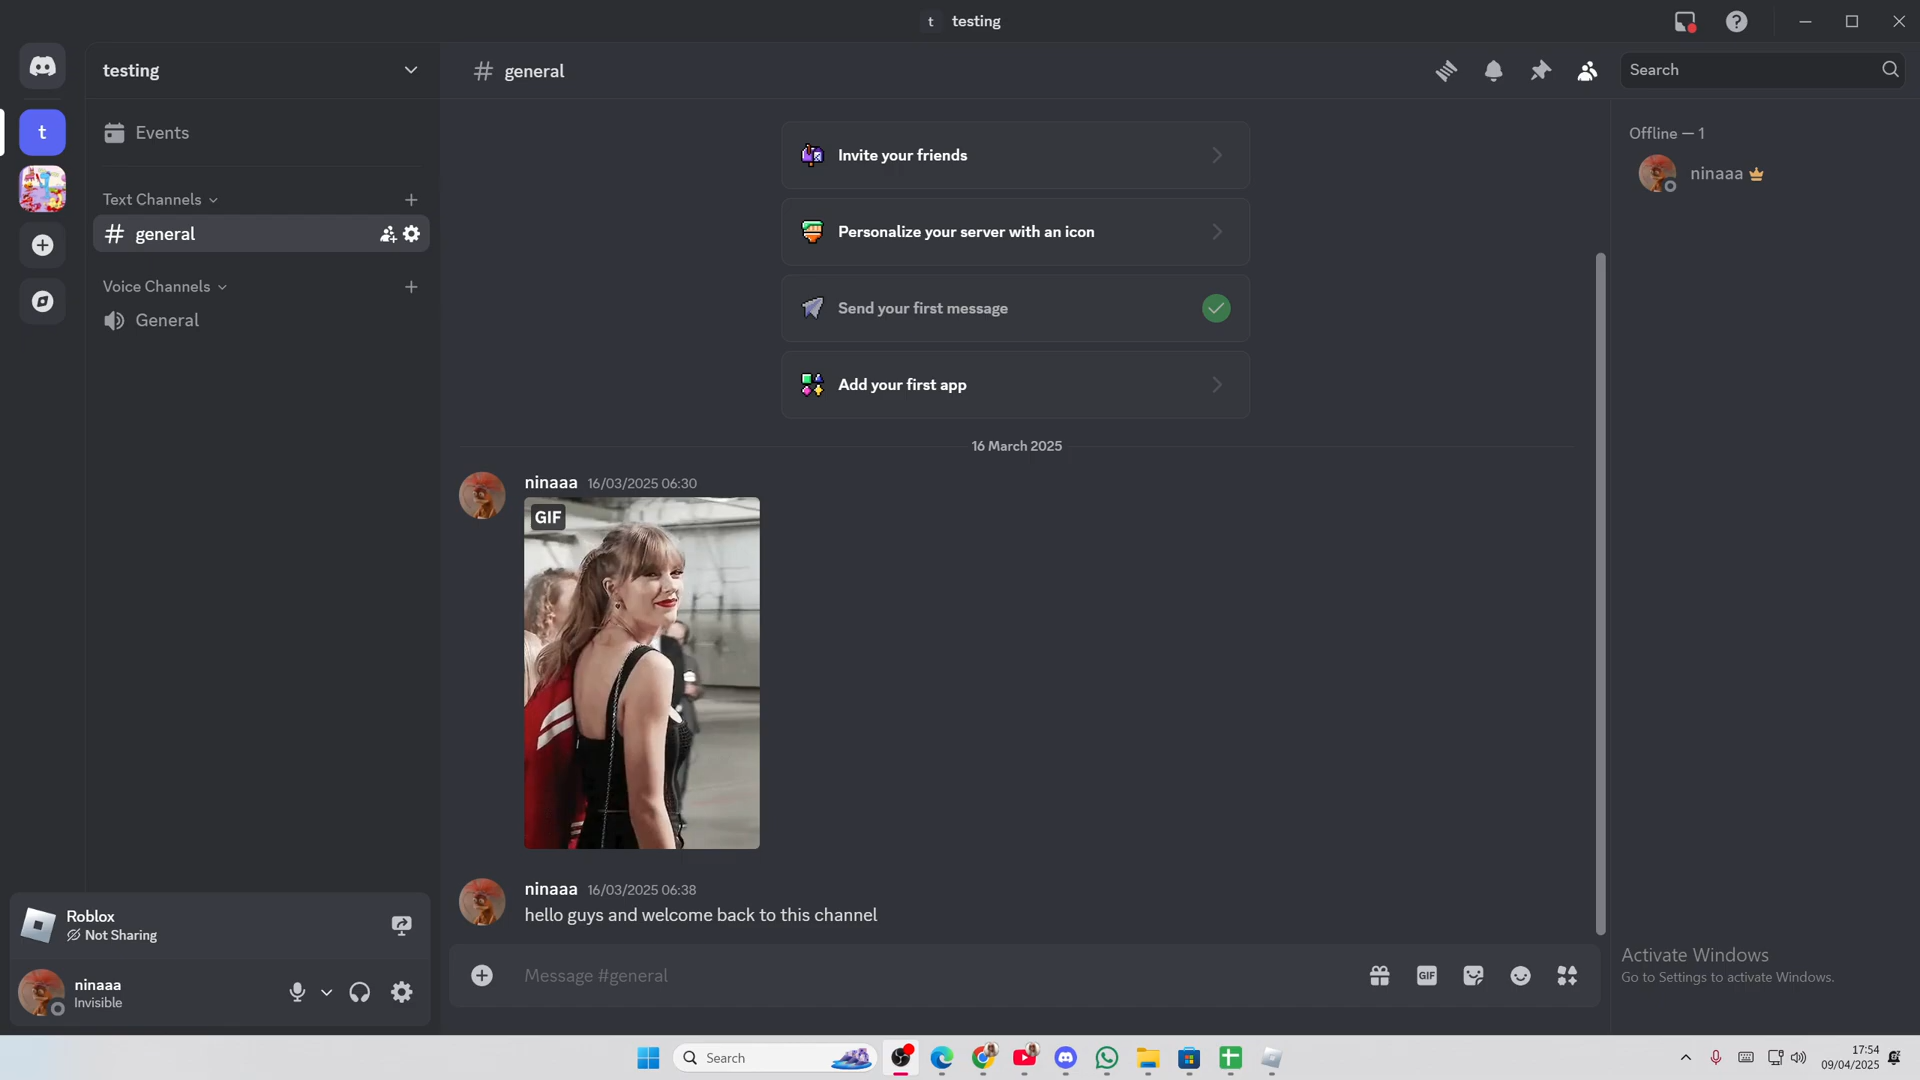 t testing
testing
Events
Text Channels
general
Voice Channels
General
Roblox
Not Sharing
ninaaa
Invisible
# general
Search
Invite your friends
Personalize your server with an icon
Send your first message
Add your first app
16 March 2025
ninaaa 16/03/2025 06:30
GIF
ninaaa 16/03/2025 06:38
hello guys and welcome back to this channel
Message #general
GIF
Offline — 1
ninaaa
Activate Windows
Go to Settings to activate Windows.
t
Search
17:54
09/04/2025